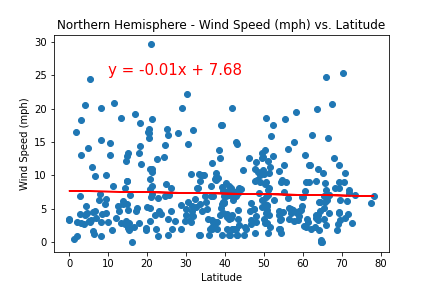 Northern Hemisphere - Wind Speed (mph) vs. Latitude
30
25
20
15
10
5
0
Wind Speed (mph)
y = -0.01x + 7.68
0 10 20 30 40 50 60 70 80
Latitude